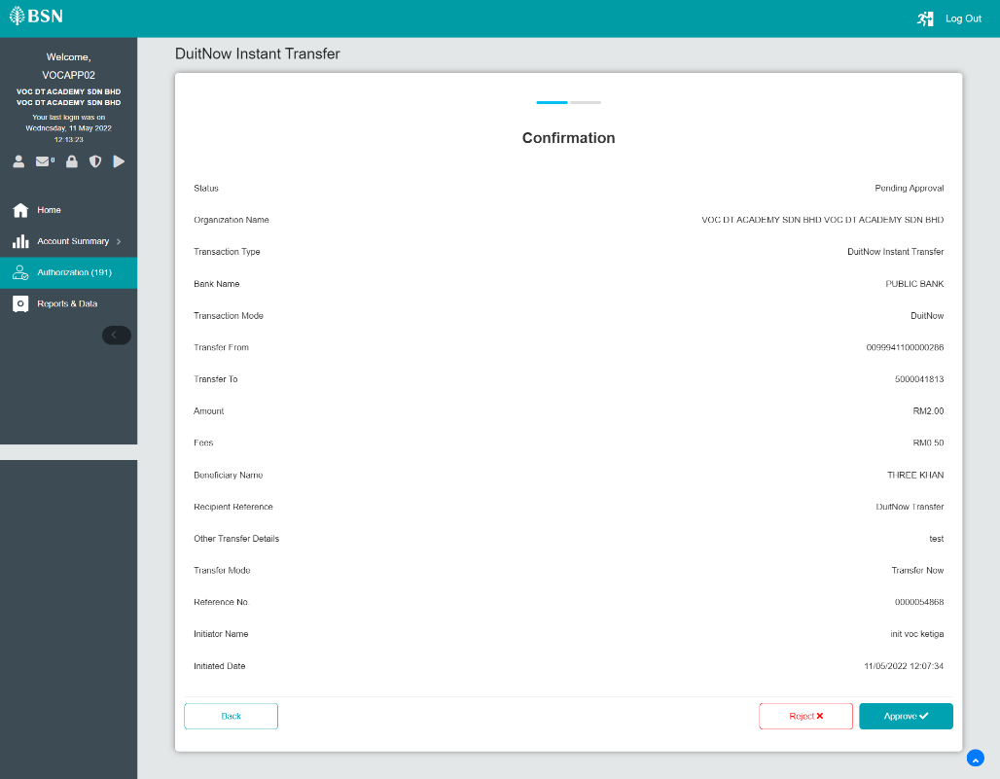 BSN
Log Out
Welcome,
VOCAPP02
VOC DT ACADEMY SDN BHD
VOC DT ACADEMY SDN BHD
Your last login was on
Wednesday, 11 May 2022
12:13:23
0
Home
Account Summary
Authorization (191)
Reports & Data
DuitNow Instant Transfer
Confirmation
Status Pending Approval
Organization Name VOC DT ACADEMY SDN BHD VOC DT ACADEMY SDN BHD
Transaction Type DuitNow Instant Transfer
Bank Name PUBLIC BANK
Transaction Mode DuitNow
Transfer From 0099941100000286
Transfer To 5000041813
Amount RM2.00
Fees RM0.50
Beneficiary Name THREE KHAN
Recipient Reference DuitNow Transfer
Other Transfer Details test
Transfer Mode Transfer Now
Reference No. 0000054868
Initiator Name init voc ketiga
Initiated Date 11/05/2022 12:07:34
Back Reject Approve